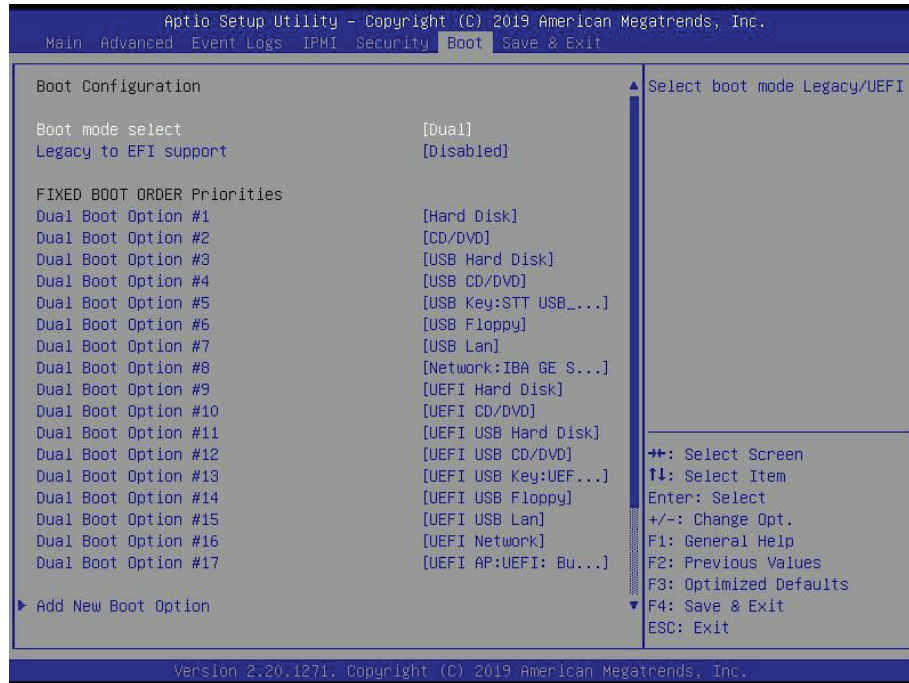 Aptio Setup Utility – Copyright (C) 2019 American Megatrends, Inc.
Main Advanced Event Logs IPMI Security Boot Save & Exit
Boot Configuration
Select boot mode Legacy/UEFI
Boot mode select [Dual]
Legacy to EFI support [Disabled]
FIXED BOOT ORDER Priorities
Dual Boot Option #1 [Hard Disk]
Dual Boot Option #2 [CD/DVD]
Dual Boot Option #3 [USB Hard Disk]
Dual Boot Option #4 [USB CD/DVD]
Dual Boot Option #5 [USB Key:STT USB_...]
Dual Boot Option #6 [USB Floppy]
Dual Boot Option #7 [USB Lan]
Dual Boot Option #8 [Network:IBA GE S...]
Dual Boot Option #9 [UEFI Hard Disk]
Dual Boot Option #10 [UEFI CD/DVD]
Dual Boot Option #11 [UEFI USB Hard Disk]
Dual Boot Option #12 [UEFI USB CD/DVD]
Dual Boot Option #13 [UEFI USB Key:UEF...]
Dual Boot Option #14 [UEFI USB Floppy]
Dual Boot Option #15 [UEFI USB Lan]
Dual Boot Option #16 [UEFI Network]
Dual Boot Option #17 [UEFI AP:UEFI: Bu...]
Add New Boot Option
→←: Select Screen
↑↓: Select Item
Enter: Select
+/-: Change Opt.
F1: General Help
F2: Previous Values
F3: Optimized Defaults
F4: Save & Exit
ESC: Exit
Version 2.20.1271. Copyright (C) 2019 American Megatrends, Inc.